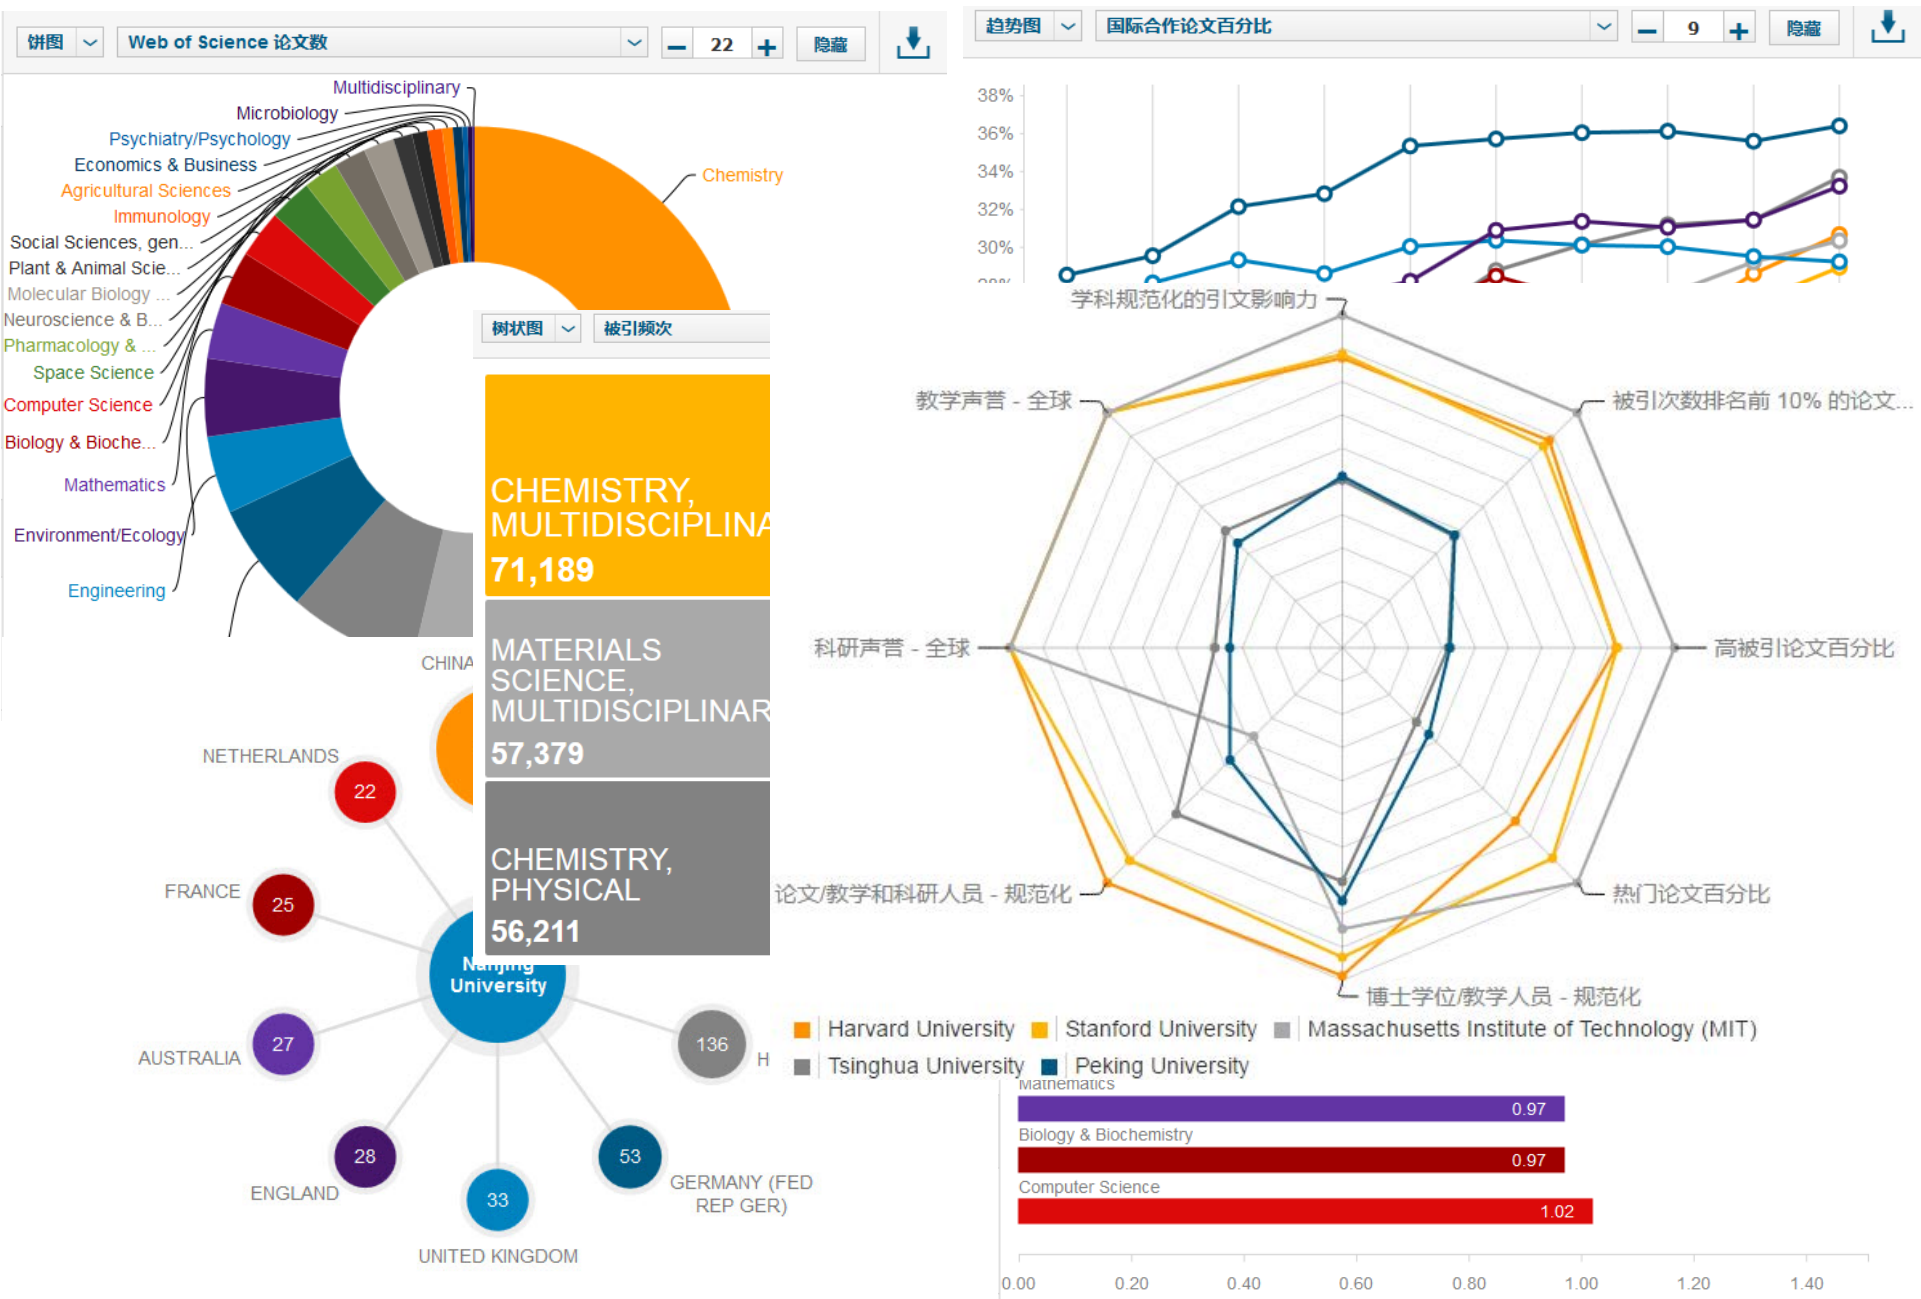 饼图
Web of Science 论文数
22
隐藏
Multidisciplinary
Microbiology
Psychiatry/Psychology
Economics & Business
Agricultural Sciences
Immunology
Social Sciences, gen...
Plant & Animal Scie...
Molecular Biology ...
Neuroscience & B...
Pharmacology & ...
Space Science
Computer Science
Biology & Bioche...
Mathematics
Environment/Ecology
Engineering
Chemistry
趋势图
国际合作论文百分比
9
隐藏
38%
36%
34%
32%
30%
28%
树状图
被引频次
CHEMISTRY,
MULTIDISCIPLINA
71,189
MATERIALS
SCIENCE,
MULTIDISCIPLINAR
57,379
CHEMISTRY,
PHYSICAL
56,211
CHINA
NETHERLANDS
22
FRANCE
25
AUSTRALIA
27
ENGLAND
28
UNITED KINGDOM
33
GERMANY (FED
REP GER)
53
136
H
Nanjing
University
学科规范化的引文影响力
教学声誉 - 全球
被引次数排名前 10% 的论文...
科研声誉 - 全球
高被引论文百分比
论文/教学和科研人员 - 规范化
热门论文百分比
博士学位/教学人员 - 规范化
Harvard University
Stanford University
Massachusetts Institute of Technology (MIT)
Tsinghua University
Peking University
Mathematics
0.97
Biology & Biochemistry
0.97
Computer Science
1.02
0.00
0.20
0.40
0.60
0.80
1.00
1.20
1.40